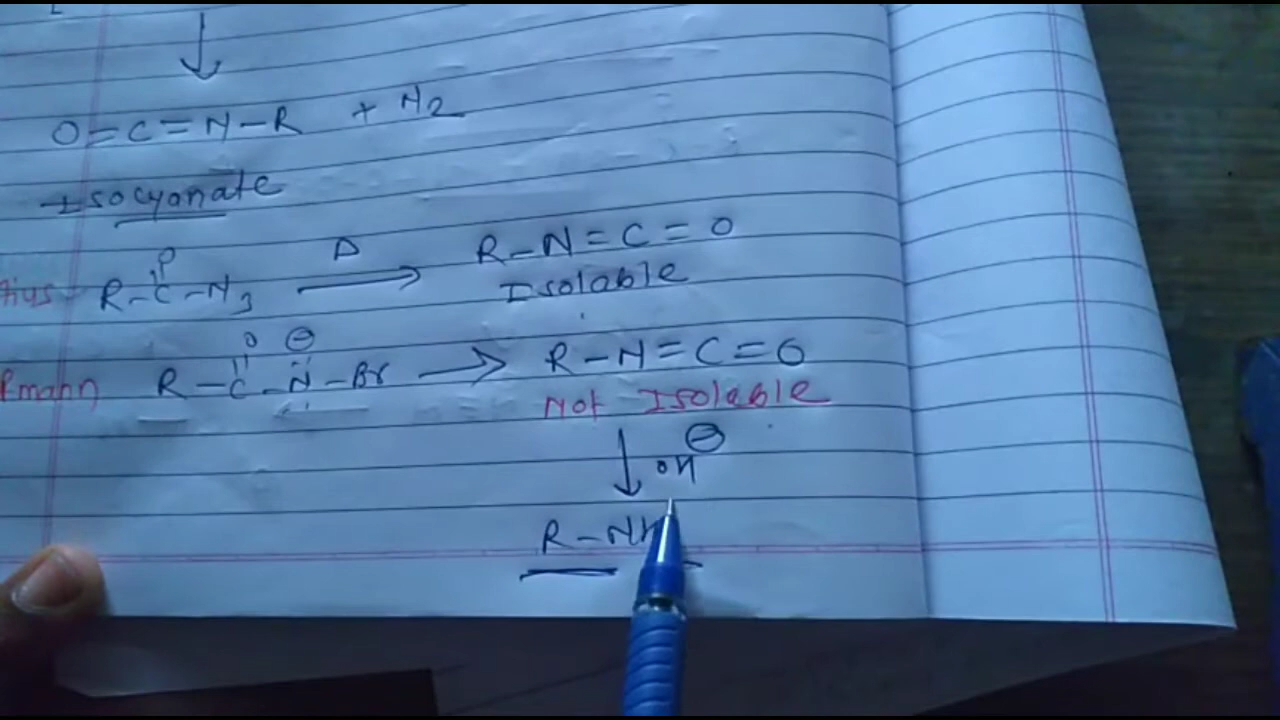 O=C=N-R + N2
Isocyanate
R-C-N3 Δ R-N=C=O
O
Isolable
O ⊖
R-C-N̈-Br → R-N=C=O
Not Isolable
⊖
OH
R-NH